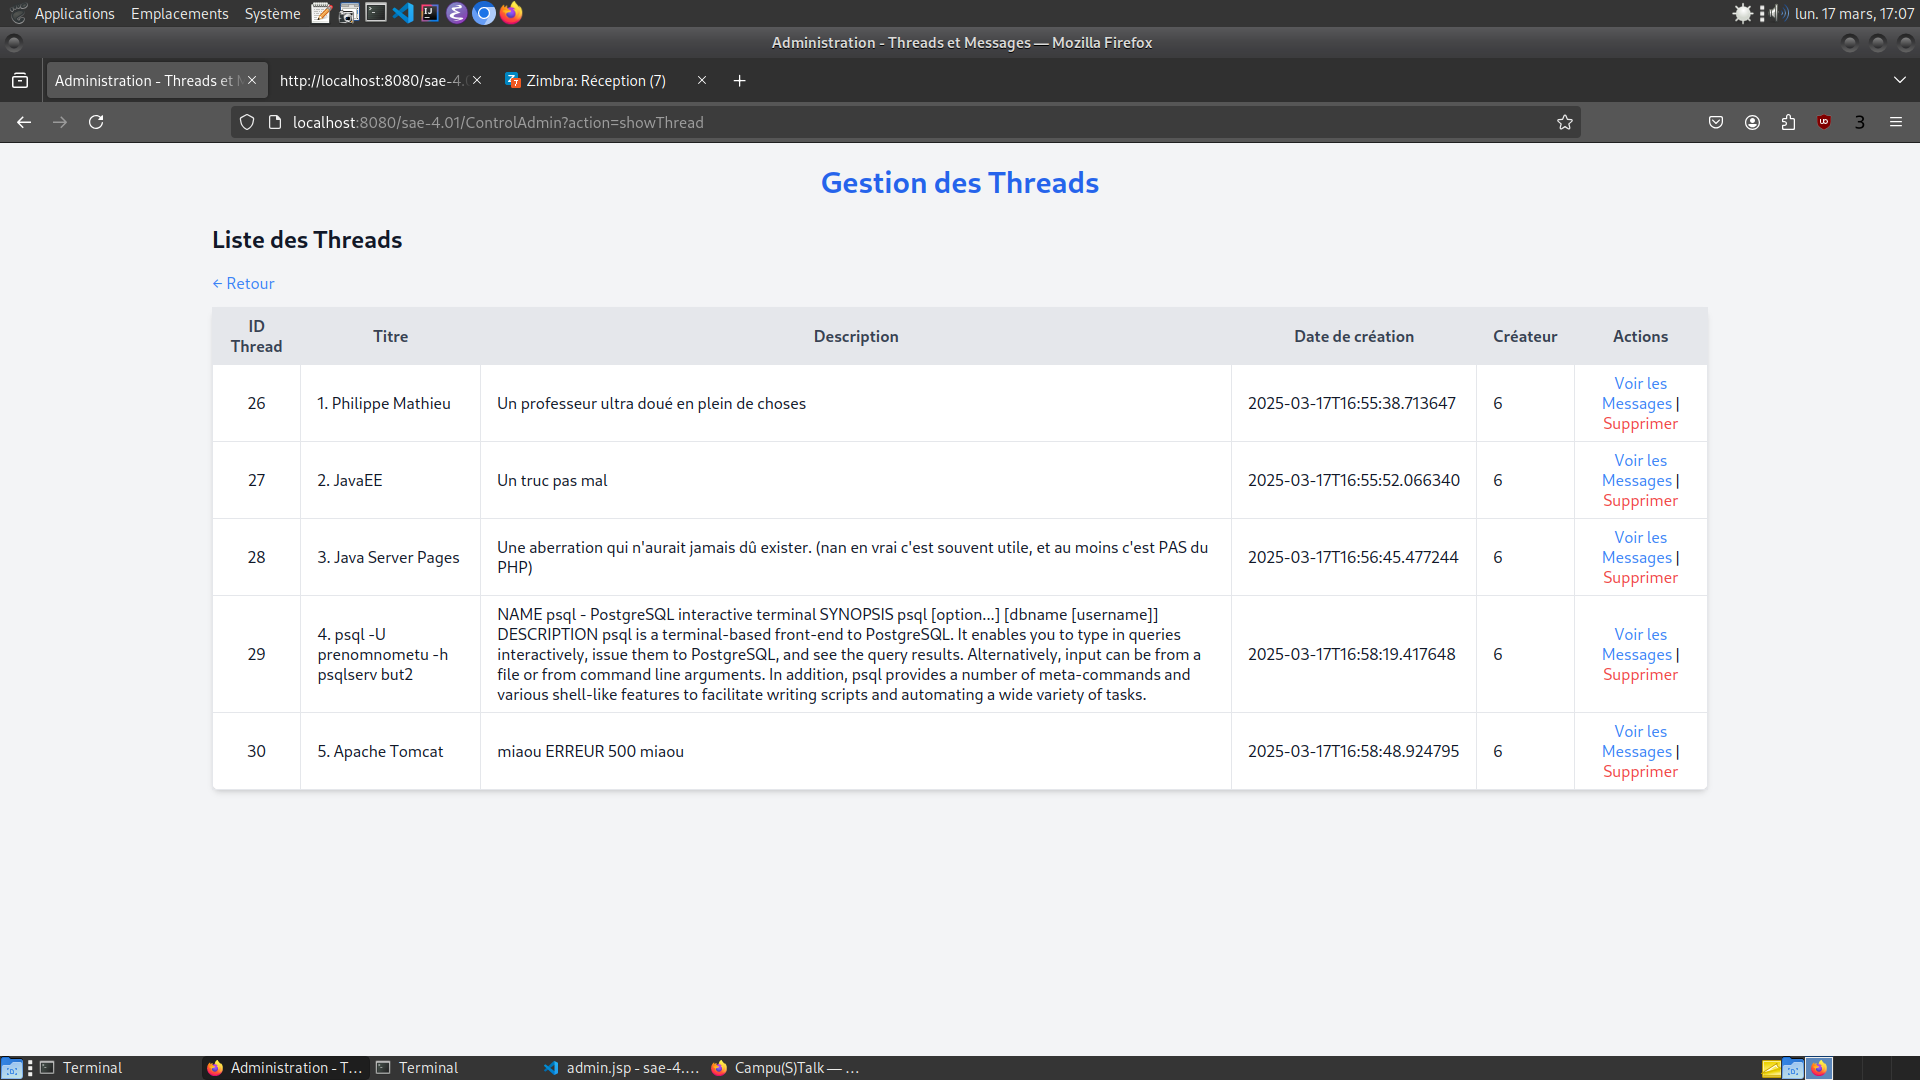 Applications Emplacements Système lun. 17 mars, 17:07
Administration - Threads et Messages — Mozilla Firefox
Administration - Threads et M http://localhost:8080/sae-4.0 Zimbra: Réception (7)
localhost:8080/sae-4.01/ControlAdmin?action=showThread 3
Gestion des Threads
Liste des Threads
← Retour
ID Thread Titre Description Date de création Créateur Actions
26 1. Philippe Mathieu Un professeur ultra doué en plein de choses 2025-03-17T16:55:38.713647 6 Voir les Messages | Supprimer
27 2. JavaEE Un truc pas mal 2025-03-17T16:55:52.066340 6 Voir les Messages | Supprimer
28 3. Java Server Pages Une aberration qui n'aurait jamais dû exister. (nan en vrai c'est souvent utile, et au moins c'est PAS du PHP) 2025-03-17T16:56:45.477244 6 Voir les Messages | Supprimer
29 4. psql -U prenomnometu -h psqlserv but2 NAME psql - PostgreSQL interactive terminal SYNOPSIS psql [option...] [dbname [username]] DESCRIPTION psql is a terminal-based front-end to PostgreSQL. It enables you to type in queries interactively, issue them to PostgreSQL, and see the query results. Alternatively, input can be from a file or from command line arguments. In addition, psql provides a number of meta-commands and various shell-like features to facilitate writing scripts and automating a wide variety of tasks. 2025-03-17T16:58:19.417648 6 Voir les Messages | Supprimer
30 5. Apache Tomcat miaou ERREUR 500 miaou 2025-03-17T16:58:48.924795 6 Voir les Messages | Supprimer
Terminal Administration - T... Terminal admin.jsp - sae-4.... Campu(S)Talk — ...